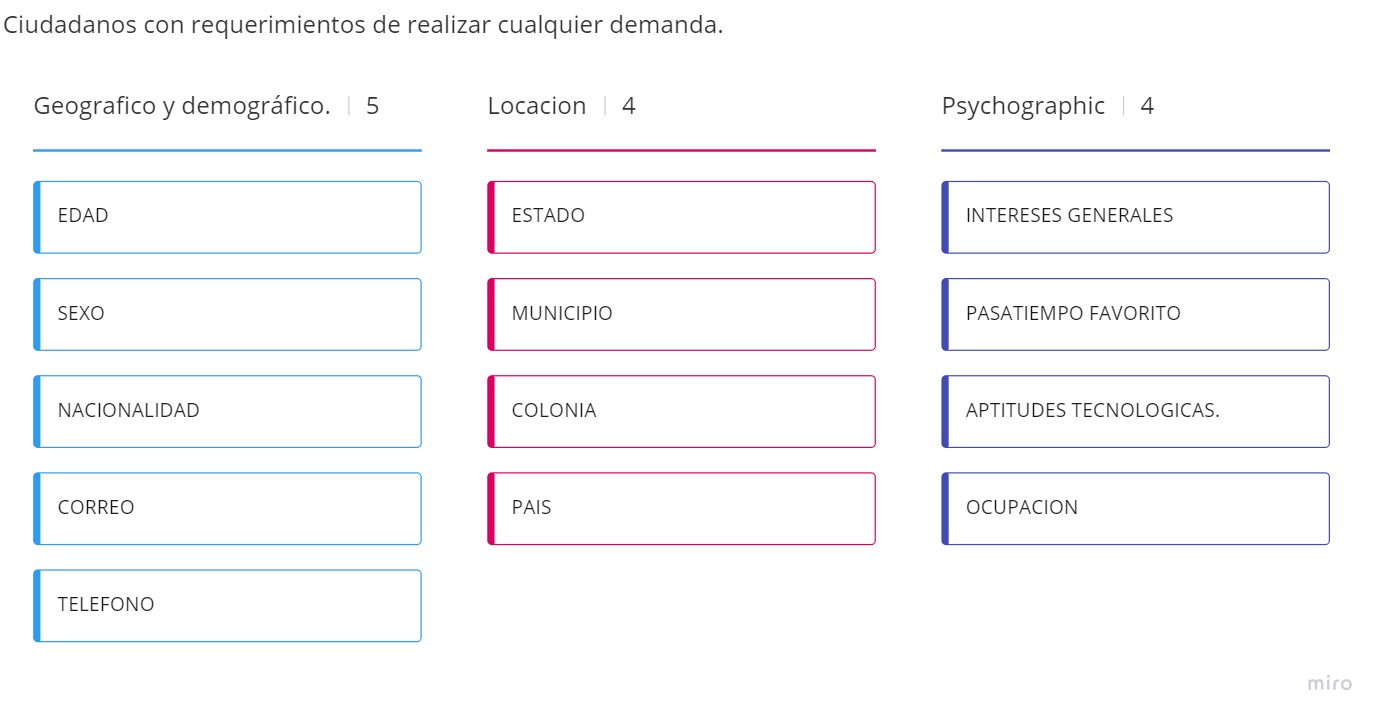 Ciudadanos con requerimientos de realizar cualquier demanda.
Geografico y demográfico. | 5
EDAD
SEXO
NACIONALIDAD
CORREO
TELEFONO
Locacion | 4
ESTADO
MUNICIPIO
COLONIA
PAIS
Psychographic | 4
INTERESES GENERALES
PASATIEMPO FAVORITO
APTITUDES TECNOLOGICAS.
OCUPACION
miro